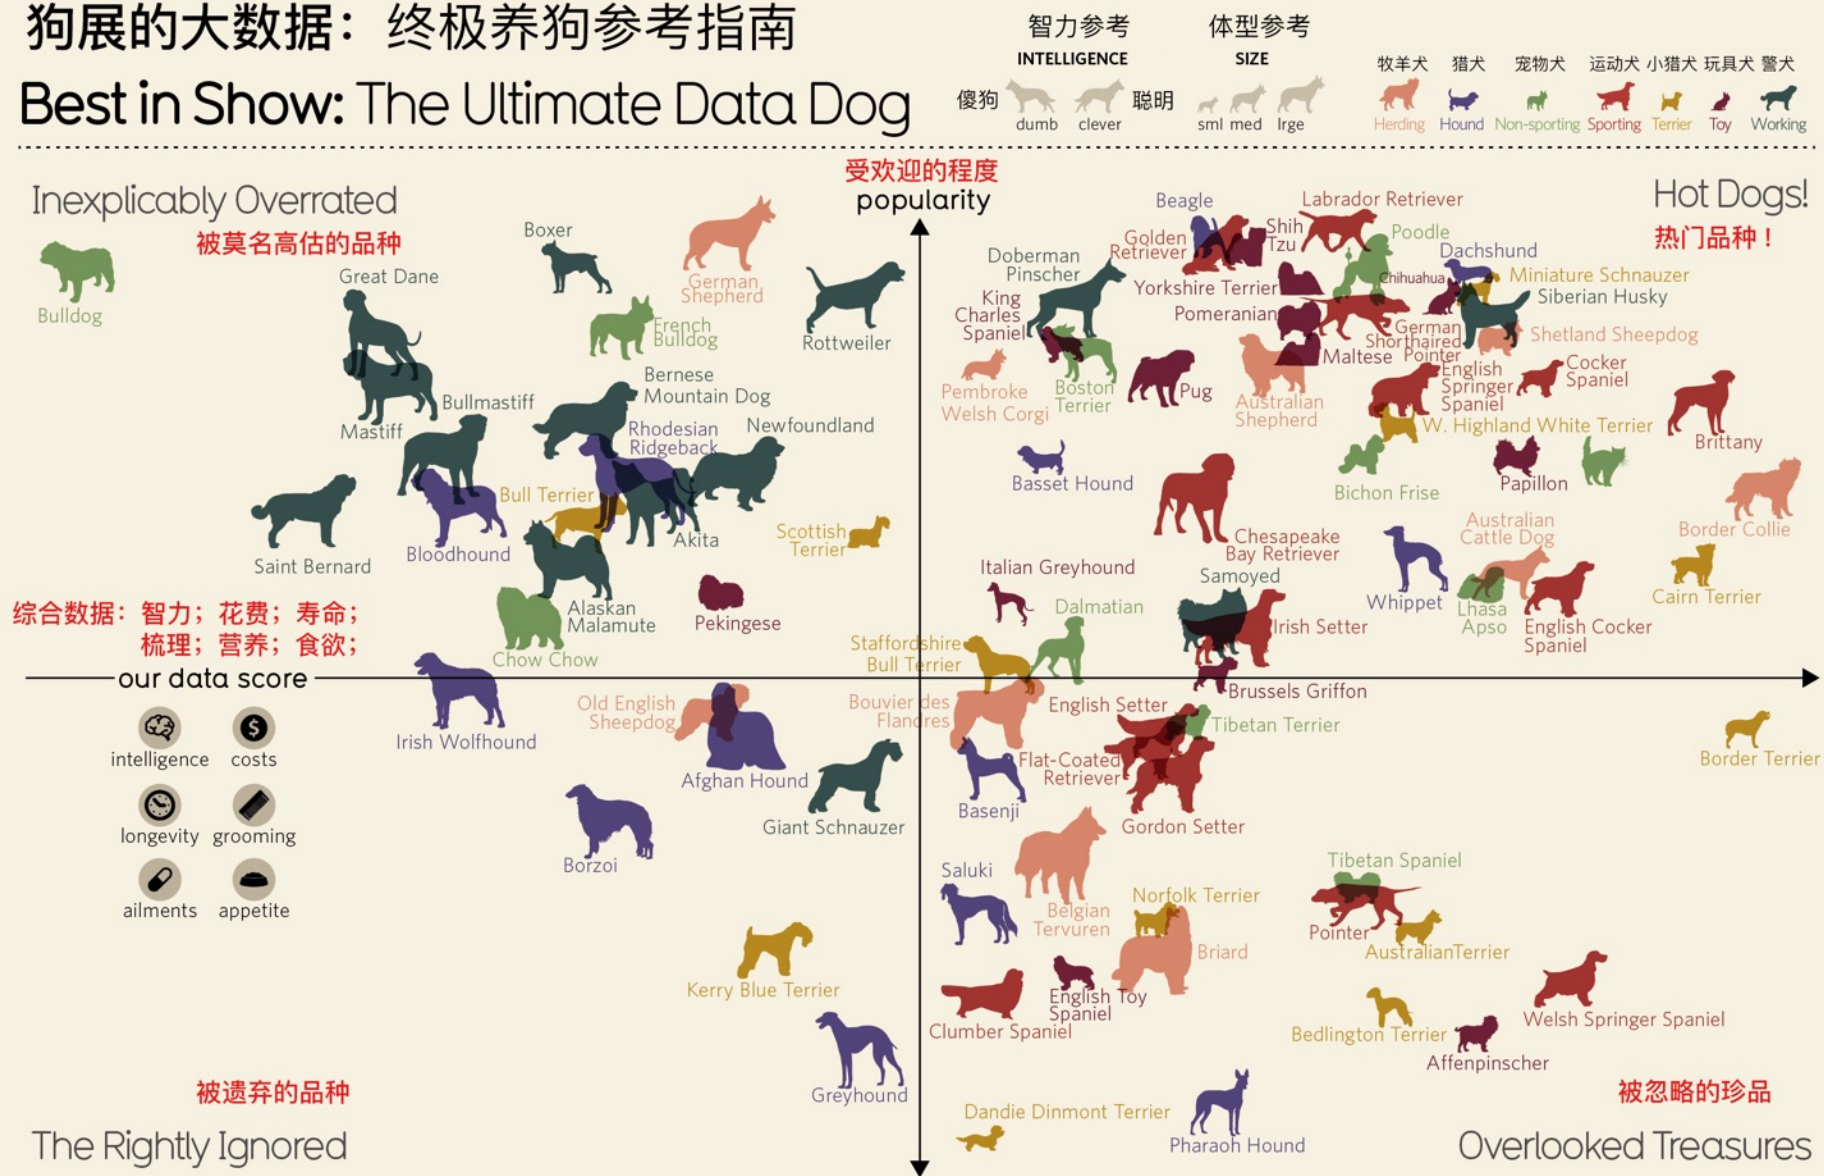 狗展的大数据：终极养狗参考指南
Best in Show: The Ultimate Data Dog
智力参考
INTELLIGENCE
傻狗
聪明
dumb
clever
体型参考
SIZE
sml med lrge
牧羊犬 猎犬 宠物犬 运动犬 小猎犬 玩具犬 警犬
Herding Hound Non-sporting Sporting Terrier Toy Working
Inexplicably Overrated
被莫名高估的品种
受欢迎的程度
popularity
Hot Dogs!
热门品种！
Bulldog
Great Dane
Boxer
German
Shepherd
French
Bulldog
Rottweiler
Mastiff
Bullmastiff
Bernese
Mountain Dog
Rhodesian
Ridgeback
Newfoundland
Saint Bernard
Bloodhound
Bull Terrier
Akita
Scottish
Terrier
Alaskan
Malamute
Pekingese
Chow Chow
Beagle
Golden
Retriever
Shih
Tzu
Labrador Retriever
Poodle
Dachshund
Doberman
Pinscher
Yorkshire Terrier
Chihuahua
Miniature Schnauzer
Siberian Husky
King
Charles
Spaniel
Pomeranian
German
Shorthaired
Pointer
Shetland Sheepdog
Maltese
Pembroke
Welsh Corgi
Boston
Terrier
Pug
Australian
Shepherd
English
Springer
Spaniel
Cocker
Spaniel
W. Highland White Terrier
Brittany
Basset Hound
Bichon Frise
Papillon
Chesapeake
Bay Retriever
Australian
Cattle Dog
Border Collie
Italian Greyhound
Samoyed
Whippet
Lhasa
Apso
English Cocker
Spaniel
Cairn Terrier
Dalmatian
Irish Setter
Staffordshire
Bull Terrier
Brussels Griffon
综合数据：智力；花费；寿命；
梳理；营养；食欲；
our data score
intelligence
costs
longevity
grooming
ailments
appetite
Irish Wolfhound
Old English
Sheepdog
Afghan Hound
Giant Schnauzer
Borzoi
Kerry Blue Terrier
Greyhound
被遗弃的品种
The Rightly Ignored
Bouvier des
Flandres
English Setter
Tibetan Terrier
Border Terrier
Flat-Coated
Retriever
Basenji
Gordon Setter
Saluki
Belgian
Tervuren
Norfolk Terrier
Briard
Tibetan Spaniel
Pointer
AustralianTerrier
English Toy
Spaniel
Clumber Spaniel
Bedlington Terrier
Welsh Springer Spaniel
Affenpinscher
Dandie Dinmont Terrier
Pharaoh Hound
被忽略的珍品
Overlooked Treasures